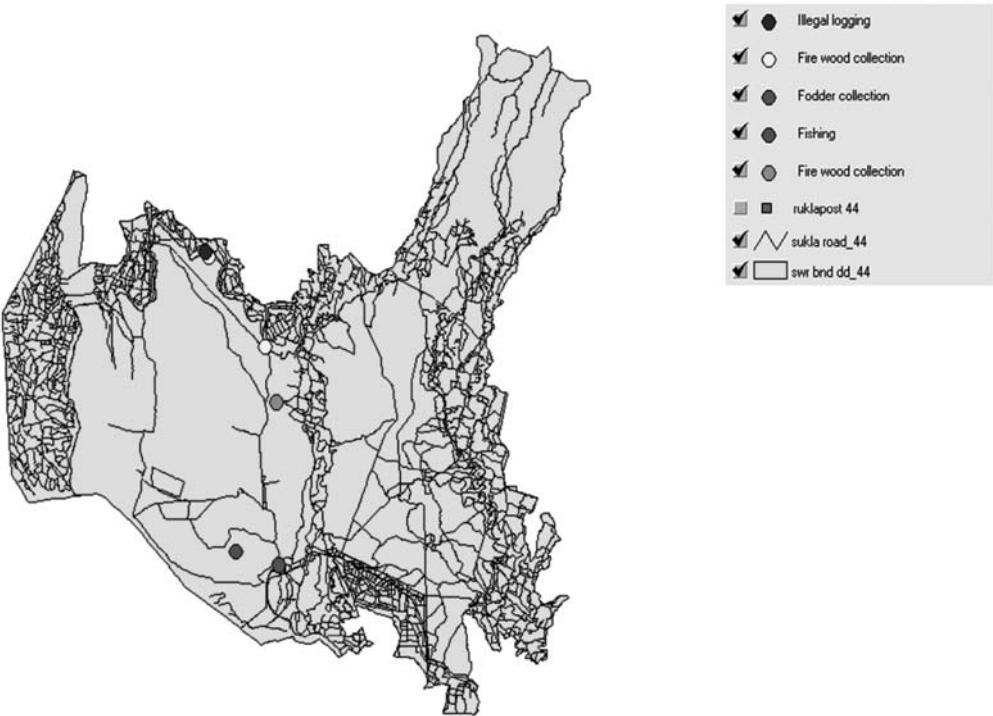 Illegal logging
Fire wood collection
Fodder collection
Fishing
Fire wood collection
ruklapost 44
sukla road_44
swr bnd dd_44